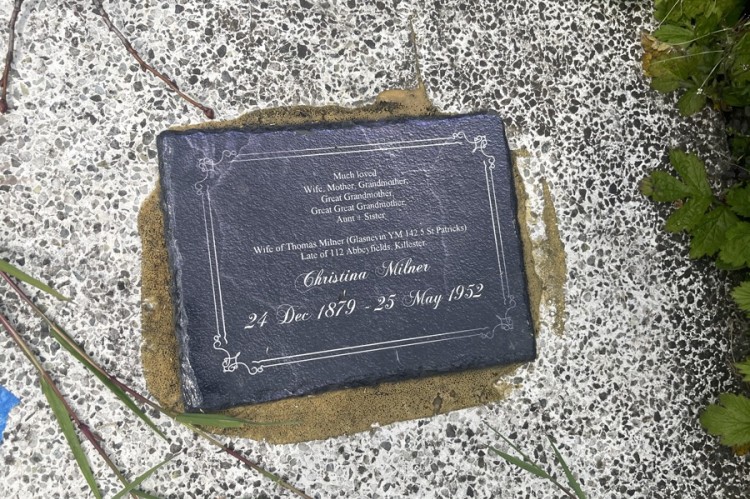 Much loved
Wife, Mother, Grandmother,
Great Grandmother,
Great Great Grandmother,
Aunt + Sister
Wife of Thomas Milner (Glasnevin YM 142.5 St Patricks)
Late of 112 Abbeyfields, Killester
Christina Milner
24 Dec 1879 - 25 May 1952